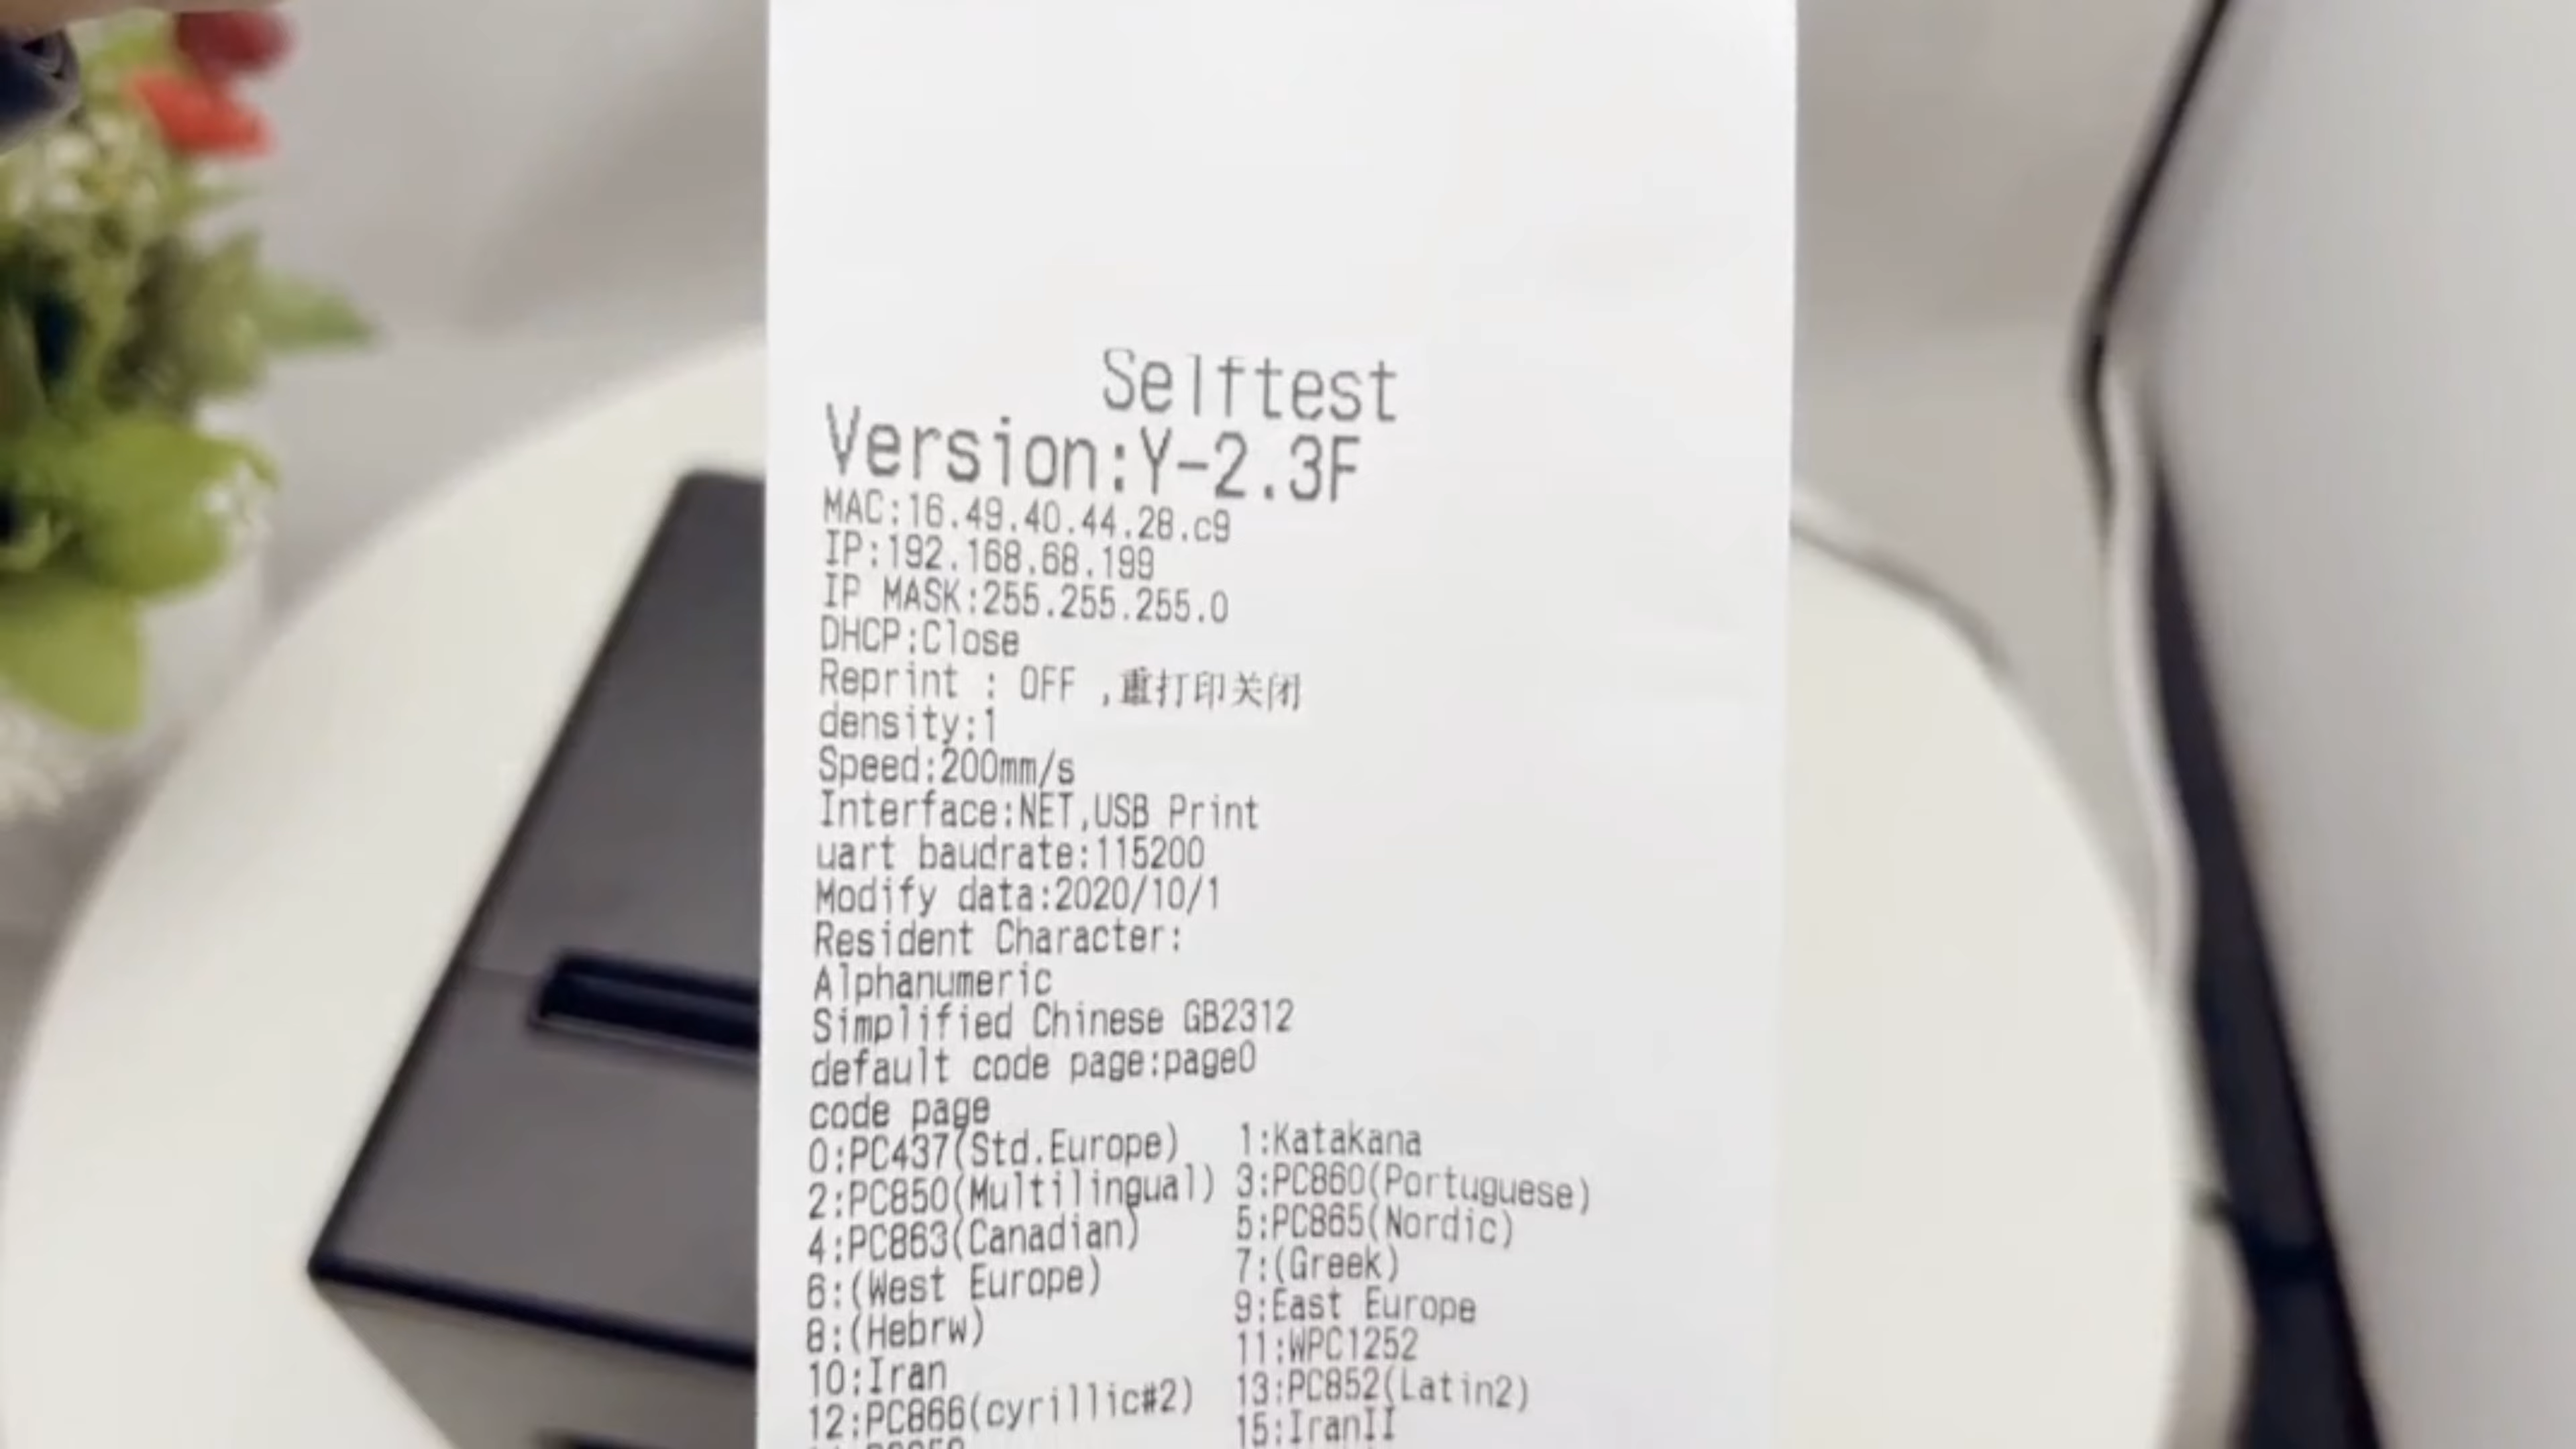 Selftest
Version:Y-2.3F
MAC:16.49.40.44.28.c9
IP:192.168.68.199
IP MASK:255.255.255.0
DHCP:Close
Reprint : OFF ,重打印关闭
density:1
Speed:200mm/s
Interface:NET,USB Print
uart baudrate:115200
Modify data:2020/10/1
Resident Character:
Alphanumeric
Simplified Chinese GB2312
default code page:page0
code page
0:PC437(Std.Europe) 1:Katakana
2:PC850(Multilingual) 3:PC860(Portuguese)
4:PC863(Canadian) 5:PC865(Nordic)
6:(West Europe) 7:(Greek)
8:(Hebrw) 9:East Europe
10:Iran 11:WPC1252
12:PC866(cyrillic#2) 13:PC852(Latin2)
15:IranII